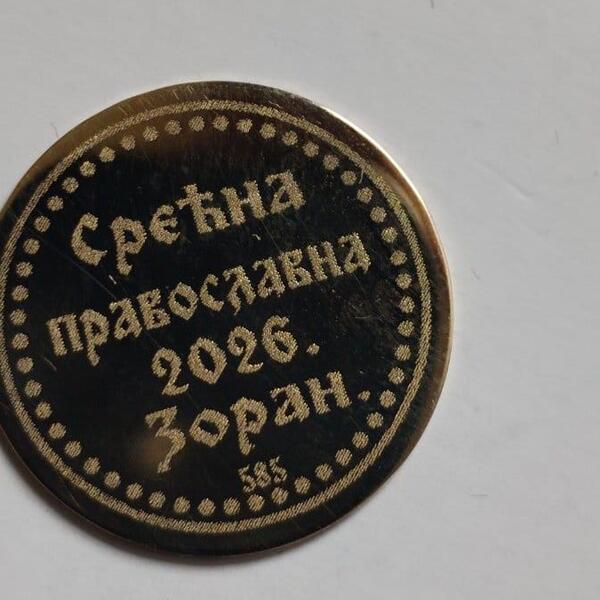 Срећна
православна
2026.
Зоран.
585